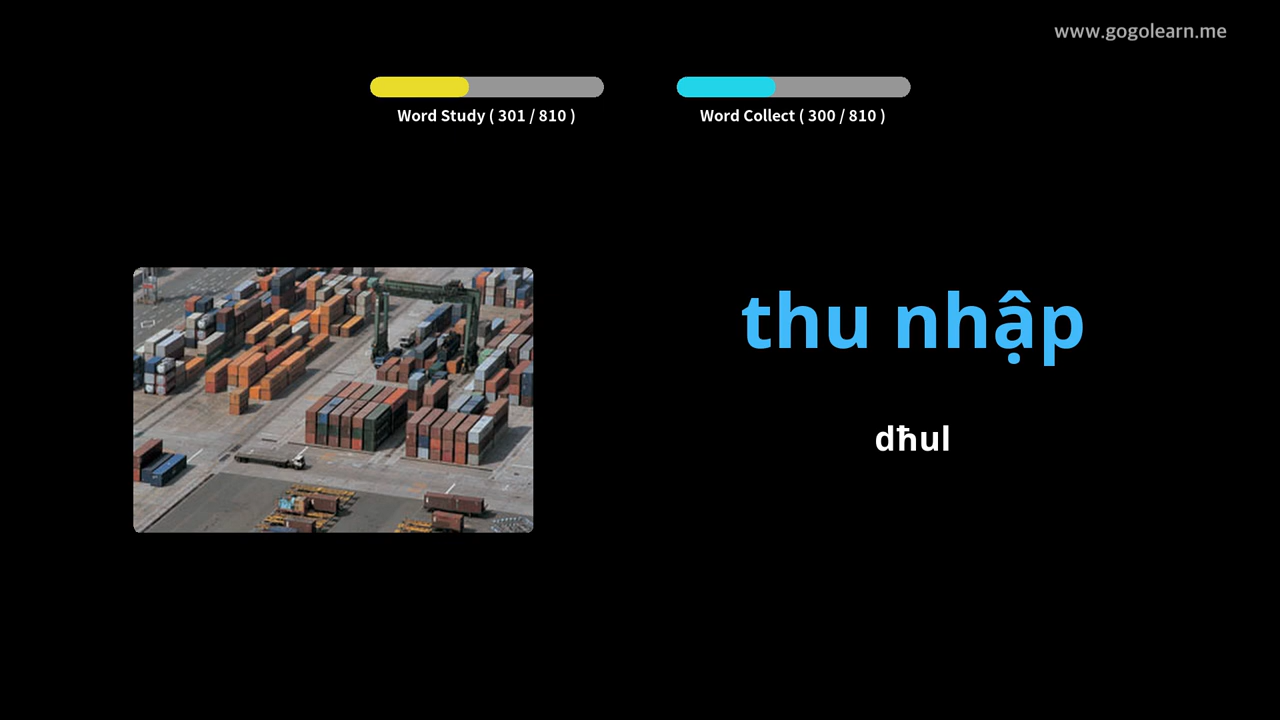 www.gogolearn.me
Word Study ( 301 / 810 )
Word Collect ( 300 / 810 )
thu nhập
dħul